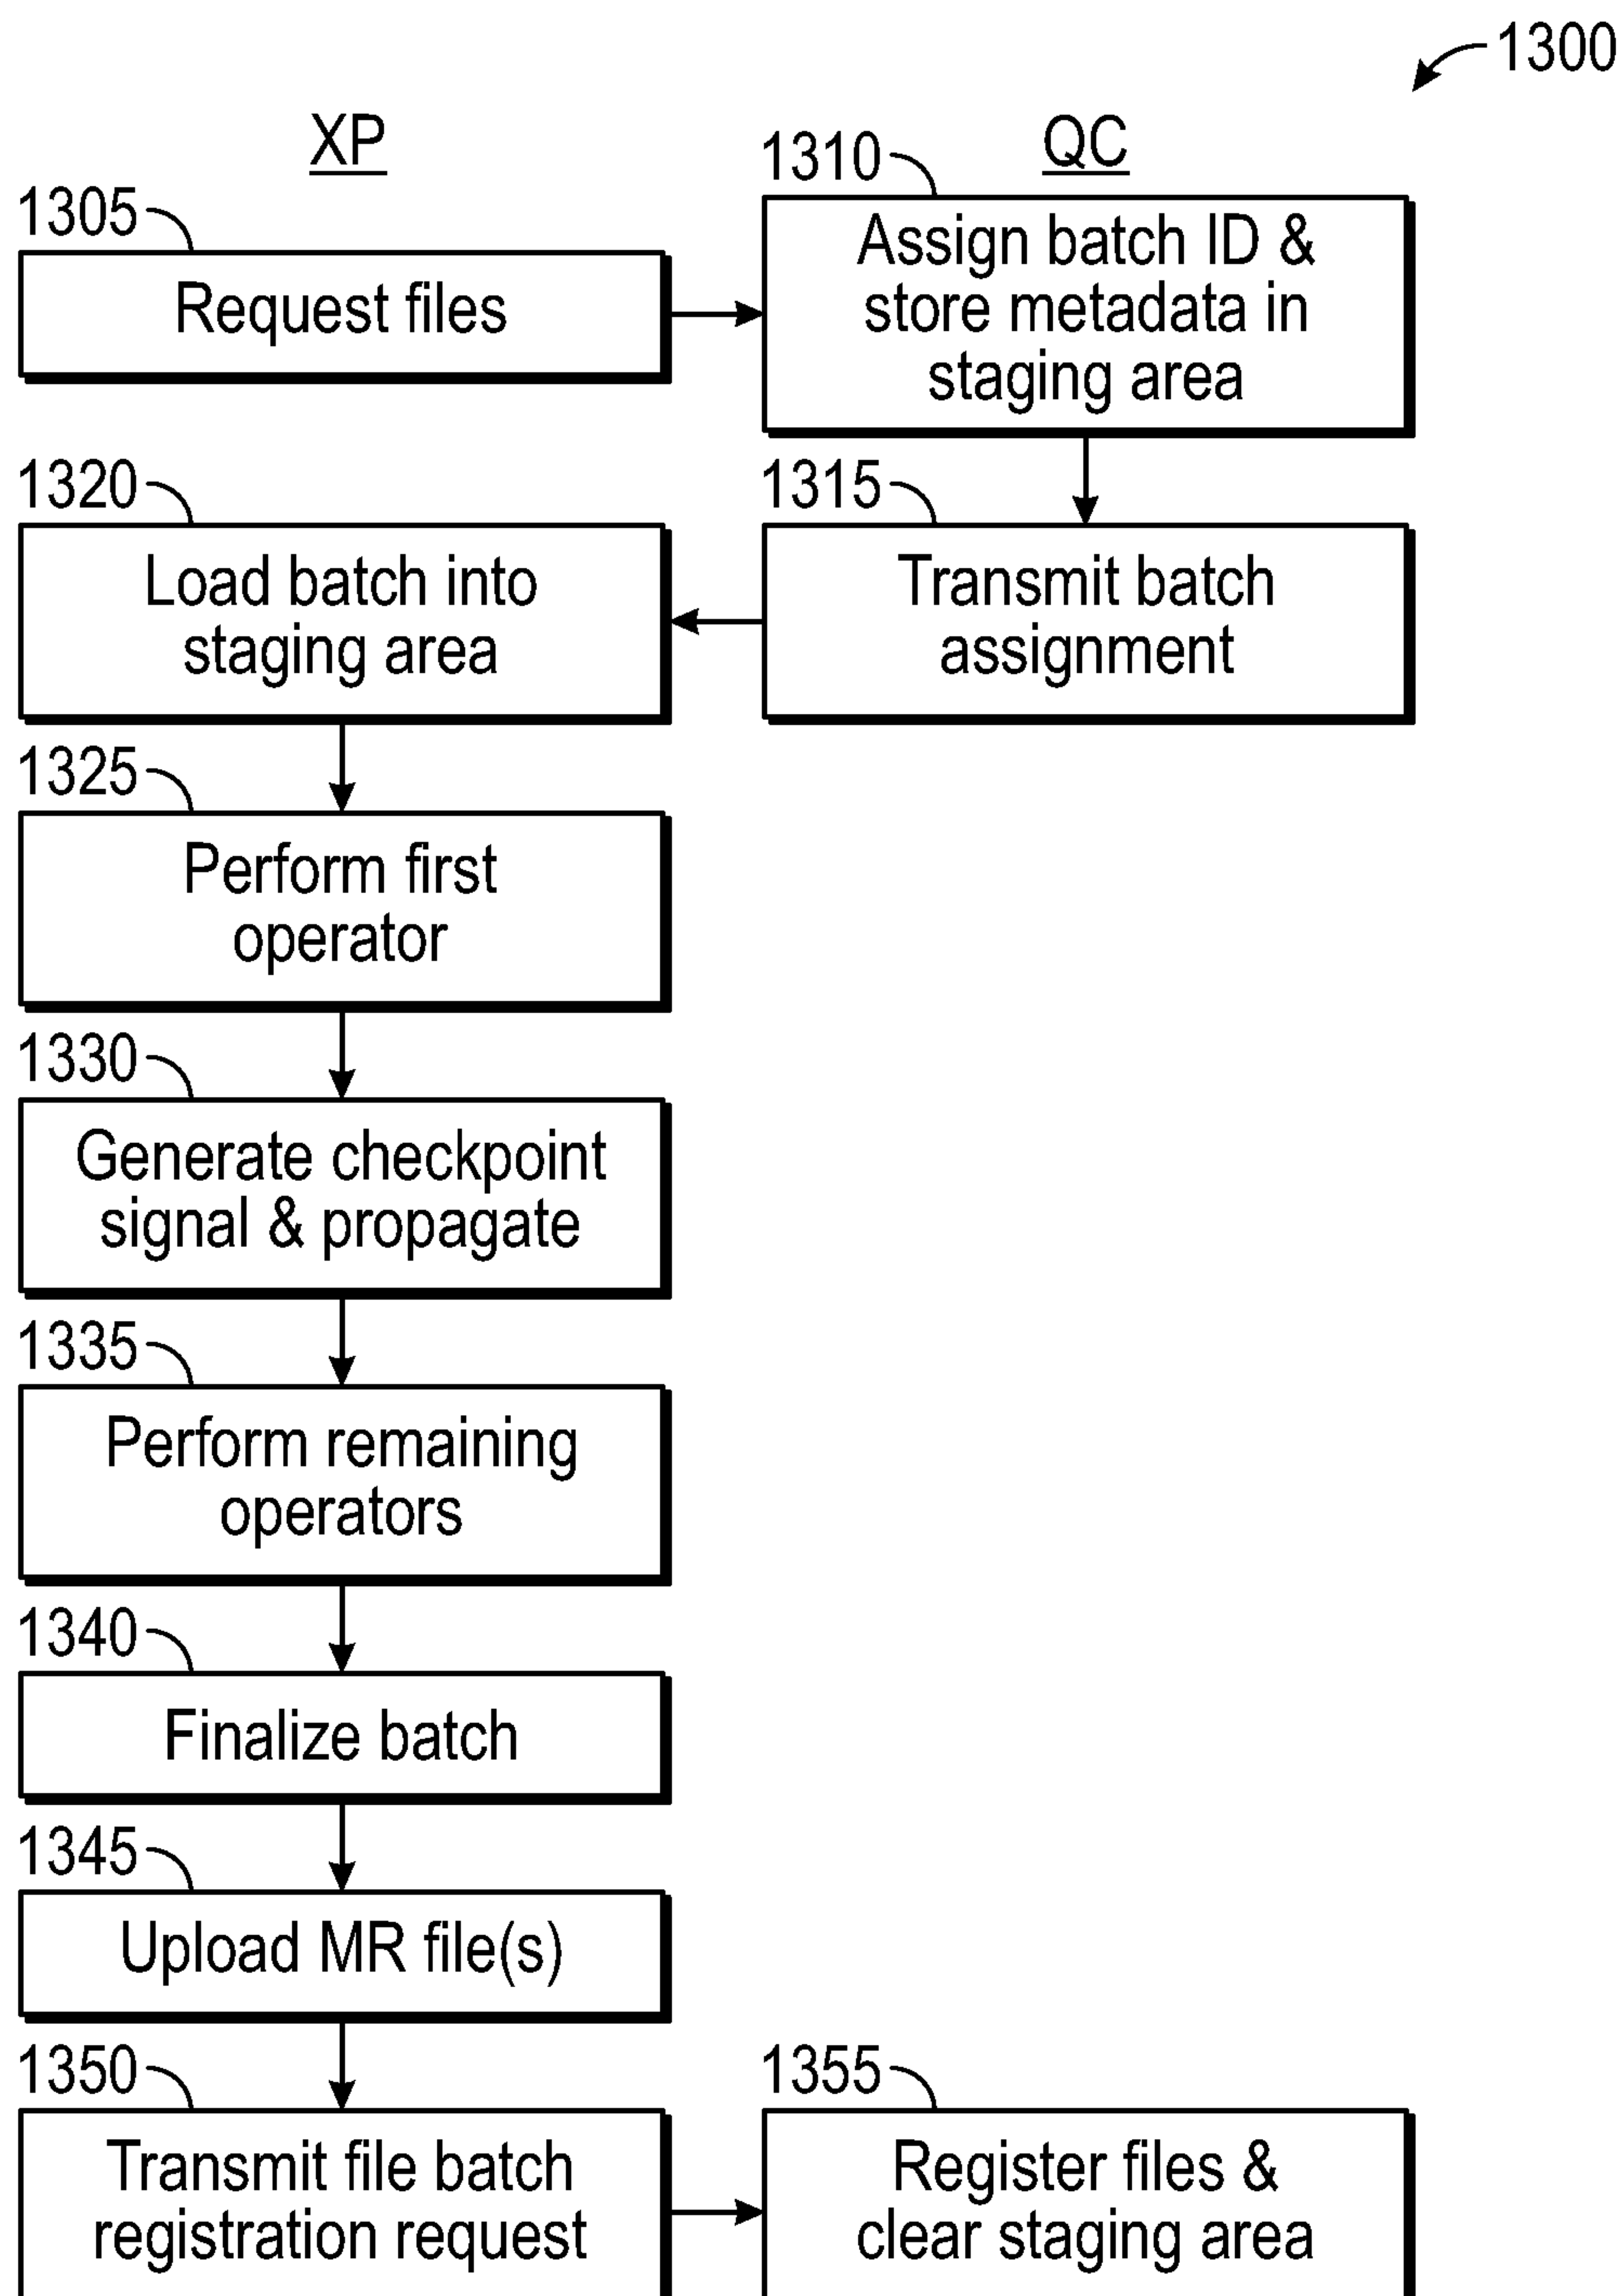 1300
XP
QC
1305
Request files
1310
Assign batch ID &
store metadata in
staging area
1315
Transmit batch
assignment
1320
Load batch into
staging area
1325
Perform first
operator
1330
Generate checkpoint
signal & propagate
1335
Perform remaining
operators
1340
Finalize batch
1345
Upload MR file(s)
1350
Transmit file batch
registration request
1355
Register files &
clear staging area